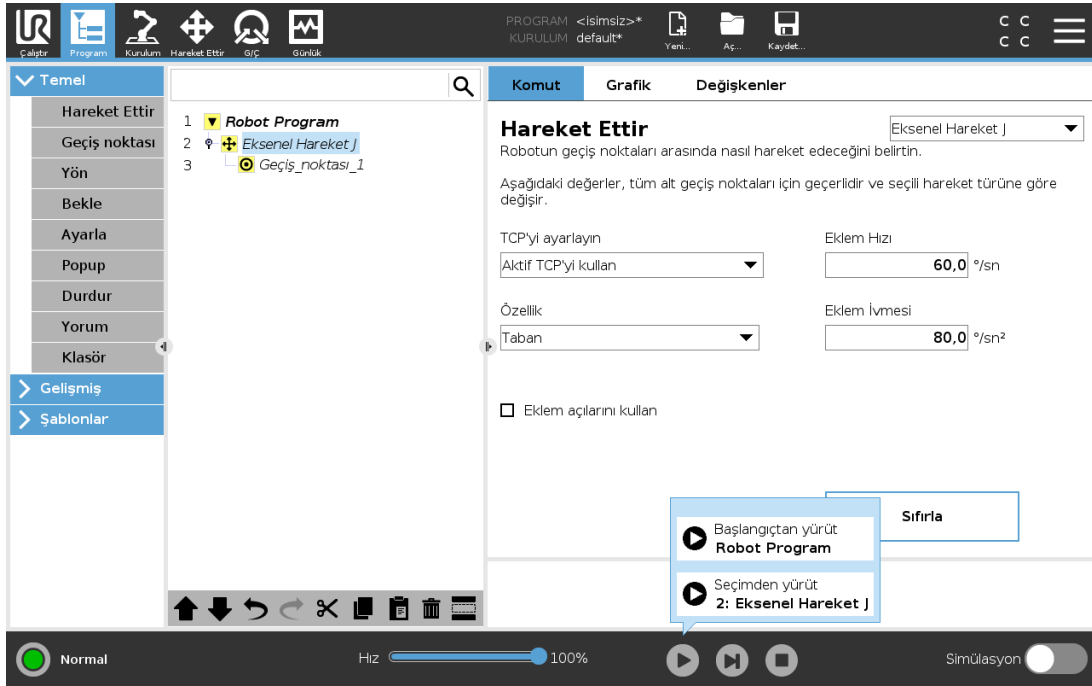 PROGRAM <isimsiz>*
KURULUM default*
UR
Çalıştır
Program
Kurulum
Hareket Ettir
G/Ç
Günlük
Yeni...
Aç...
Kaydet...
C C
C C
Temel
Hareket Ettir
Geçiş noktası
Yön
Bekle
Ayarla
Popup
Durdur
Yorum
Klasör
Gelişmiş
Şablonlar
1 Robot Program
2 Eksenel Hareket J
3 Geçiş_noktası_1
Komut Grafik Değişkenler
Hareket Ettir
Eksenel Hareket J
Robotun geçiş noktaları arasında nasıl hareket edeceğini belirtin.
Aşağıdaki değerler, tüm alt geçiş noktaları için geçerlidir ve seçili hareket türüne göre
değişir.
TCP'yi ayarlayın
Eklem Hızı
Aktif TCP'yi kullan
60,0 °/sn
Özellik
Eklem İvmesi
Taban
80,0 °/sn²
Eklem açılarını kullan
Sıfırla
Başlangıçtan yürüt
Robot Program
Seçimden yürüt
2: Eksenel Hareket J
Normal
Hız 100%
Simülasyon